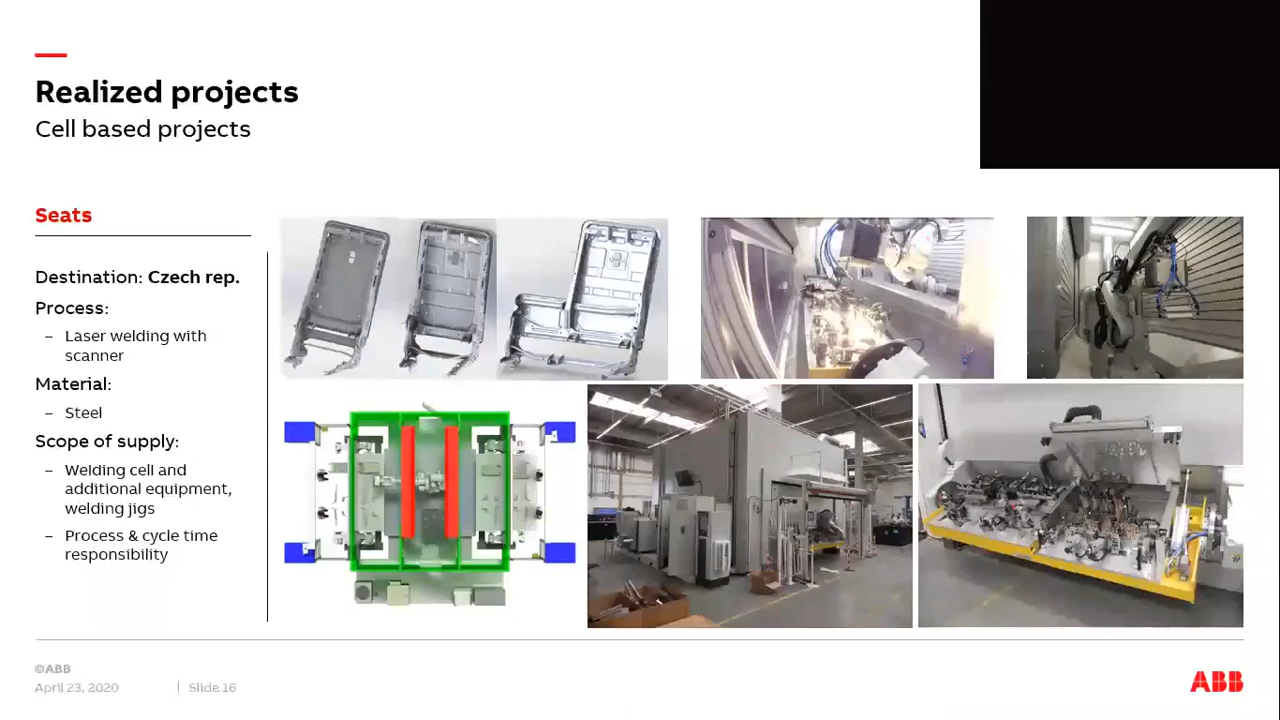 Realized projects
Cell based projects
Seats
Destination: Czech rep.
Process:
– Laser welding with
scanner
Material:
– Steel
Scope of supply:
– Welding cell and
additional equipment,
welding jigs
– Process & cycle time
responsibility
©ABB
April 23, 2020
Slide 16
ABB